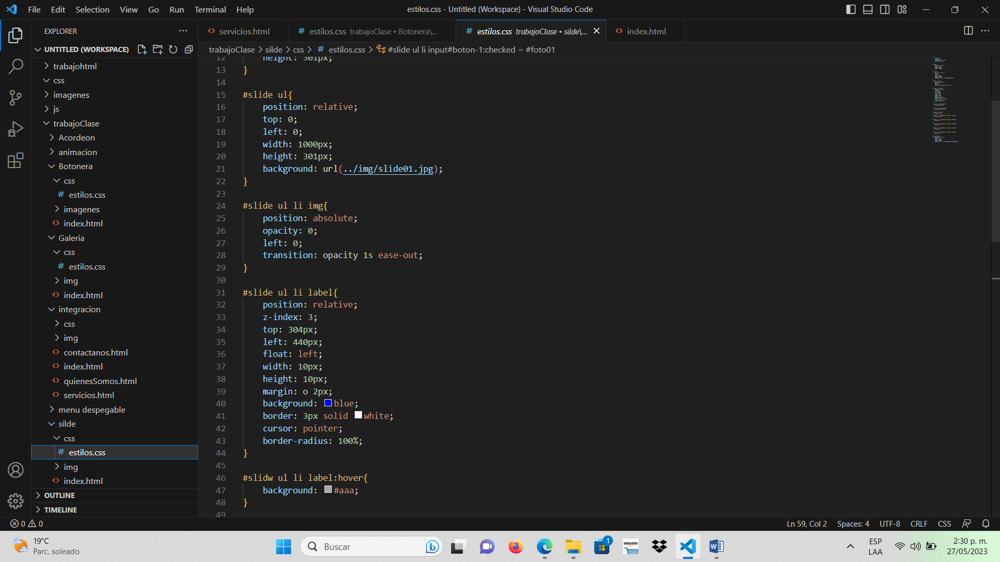 File Edit Selection View Go Run Terminal Help
estilos.css - Untitled (Workspace) - Visual Studio Code
EXPLORER
servicios.html
# estilos.css trabajoClase • Botonera\...
# estilos.css trabajoClase • silde\...
index.html
UNTITLED (WORKSPACE)
trabajoClase > silde > css > # estilos.css > #slide ul li input#boton-1:checked ~ #foto01
trabajohtml
css
imagenes
js
trabajoClase
Acordeon
animacion
Botonera
css
# estilos.css
imagenes
index.html
Galeria
css
# estilos.css
img
index.html
integracion
css
img
contactanos.html
index.html
quienesSomos.html
servicios.html
menu despegable
silde
css
# estilos.css
img
index.html
OUTLINE
TIMELINE
12 height: 301px;
13 }
14
15 #slide ul{
16 position: relative;
17 top: 0;
18 left: 0;
19 width: 1000px;
20 height: 301px;
21 background: url(../img/slide01.jpg);
22 }
23
24 #slide ul li img{
25 position: absolute;
26 opacity: 0;
27 left: 0;
28 transition: opacity 1s ease-out;
29 }
30
31 #slide ul li label{
32 position: relative;
33 z-index: 3;
34 top: 304px;
35 left: 440px;
36 float: left;
37 width: 10px;
38 height: 10px;
39 margin: o 2px;
40 background: blue;
41 border: 3px solid white;
42 cursor: pointer;
43 border-radius: 100%;
44 }
45
46 #slidw ul li label:hover{
47 background: #aaa;
48 }
49
0 0
Ln 59, Col 2 Spaces: 4 UTF-8 CRLF CSS
19°C
Parc. soleado
Buscar
1
amazon
ESP
LAA
2:30 p. m.
27/05/2023